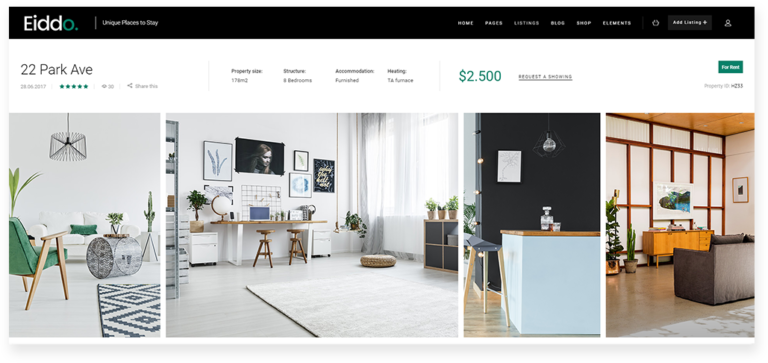 Eiddo.
Unique Places to Stay
HOME PAGES LISTINGS BLOG SHOP ELEMENTS
Add Listing +
22 Park Ave
28.06.2017
30
Share this
Property size: Structure: Accommodation: Heating:
178m2 8 Bedrooms Furnished TA furnace
$2.500
REQUEST A SHOWING
For Rent
Property ID: HZ33